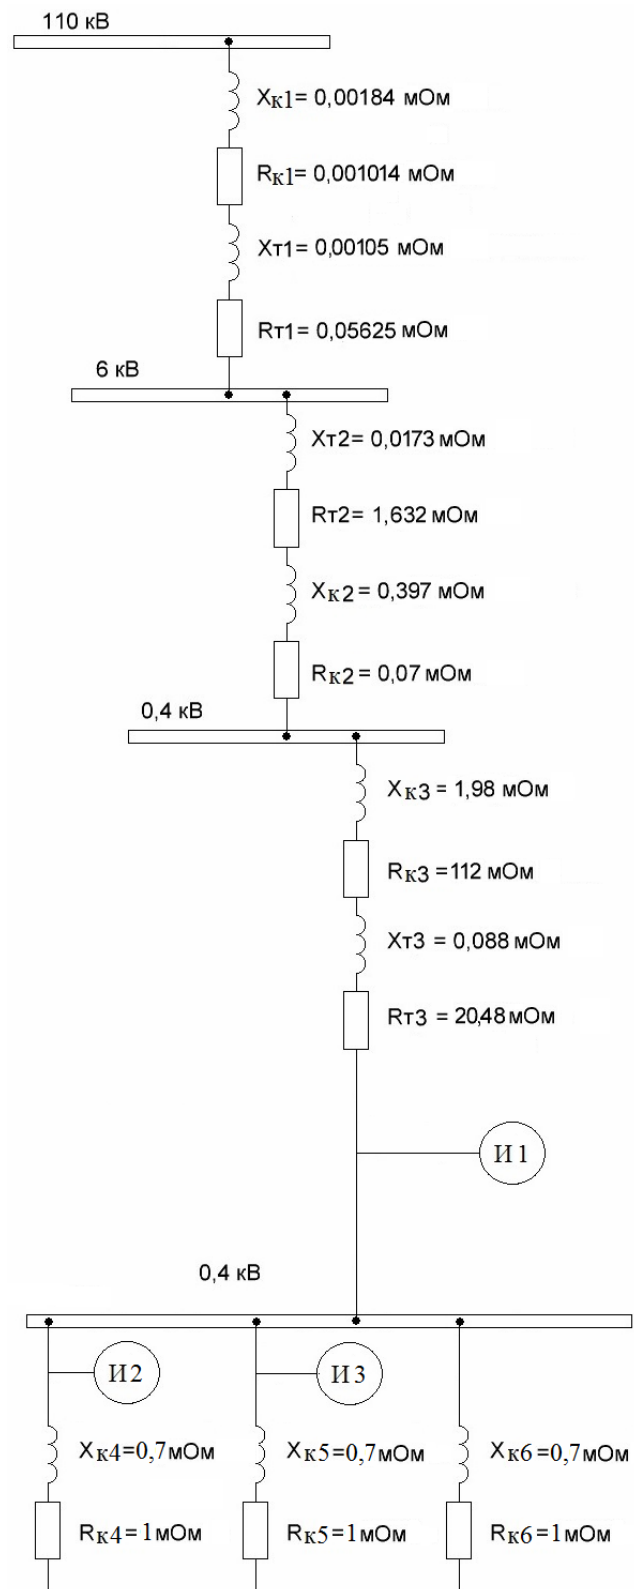 110 кВ
Xк1= 0,00184 мОм
Rк1= 0,001014 мОм
Xт1= 0,00105 мОм
Rт1= 0,05625 мОм
6 кВ
Xт2= 0,0173 мОм
Rт2= 1,632 мОм
Xк2= 0,397 мОм
Rк2= 0,07 мОм
0,4 кВ
Xк3 = 1,98 мОм
Rк3 =112 мОм
Xт3 = 0,088 мОм
Rт3 = 20,48 мОм
И1
0,4 кВ
И2 И3
Xк4=0,7мОм Xк5=0,7мОм Xк6=0,7мОм
Rк4=1мОм Rк5=1мОм Rк6=1мОм